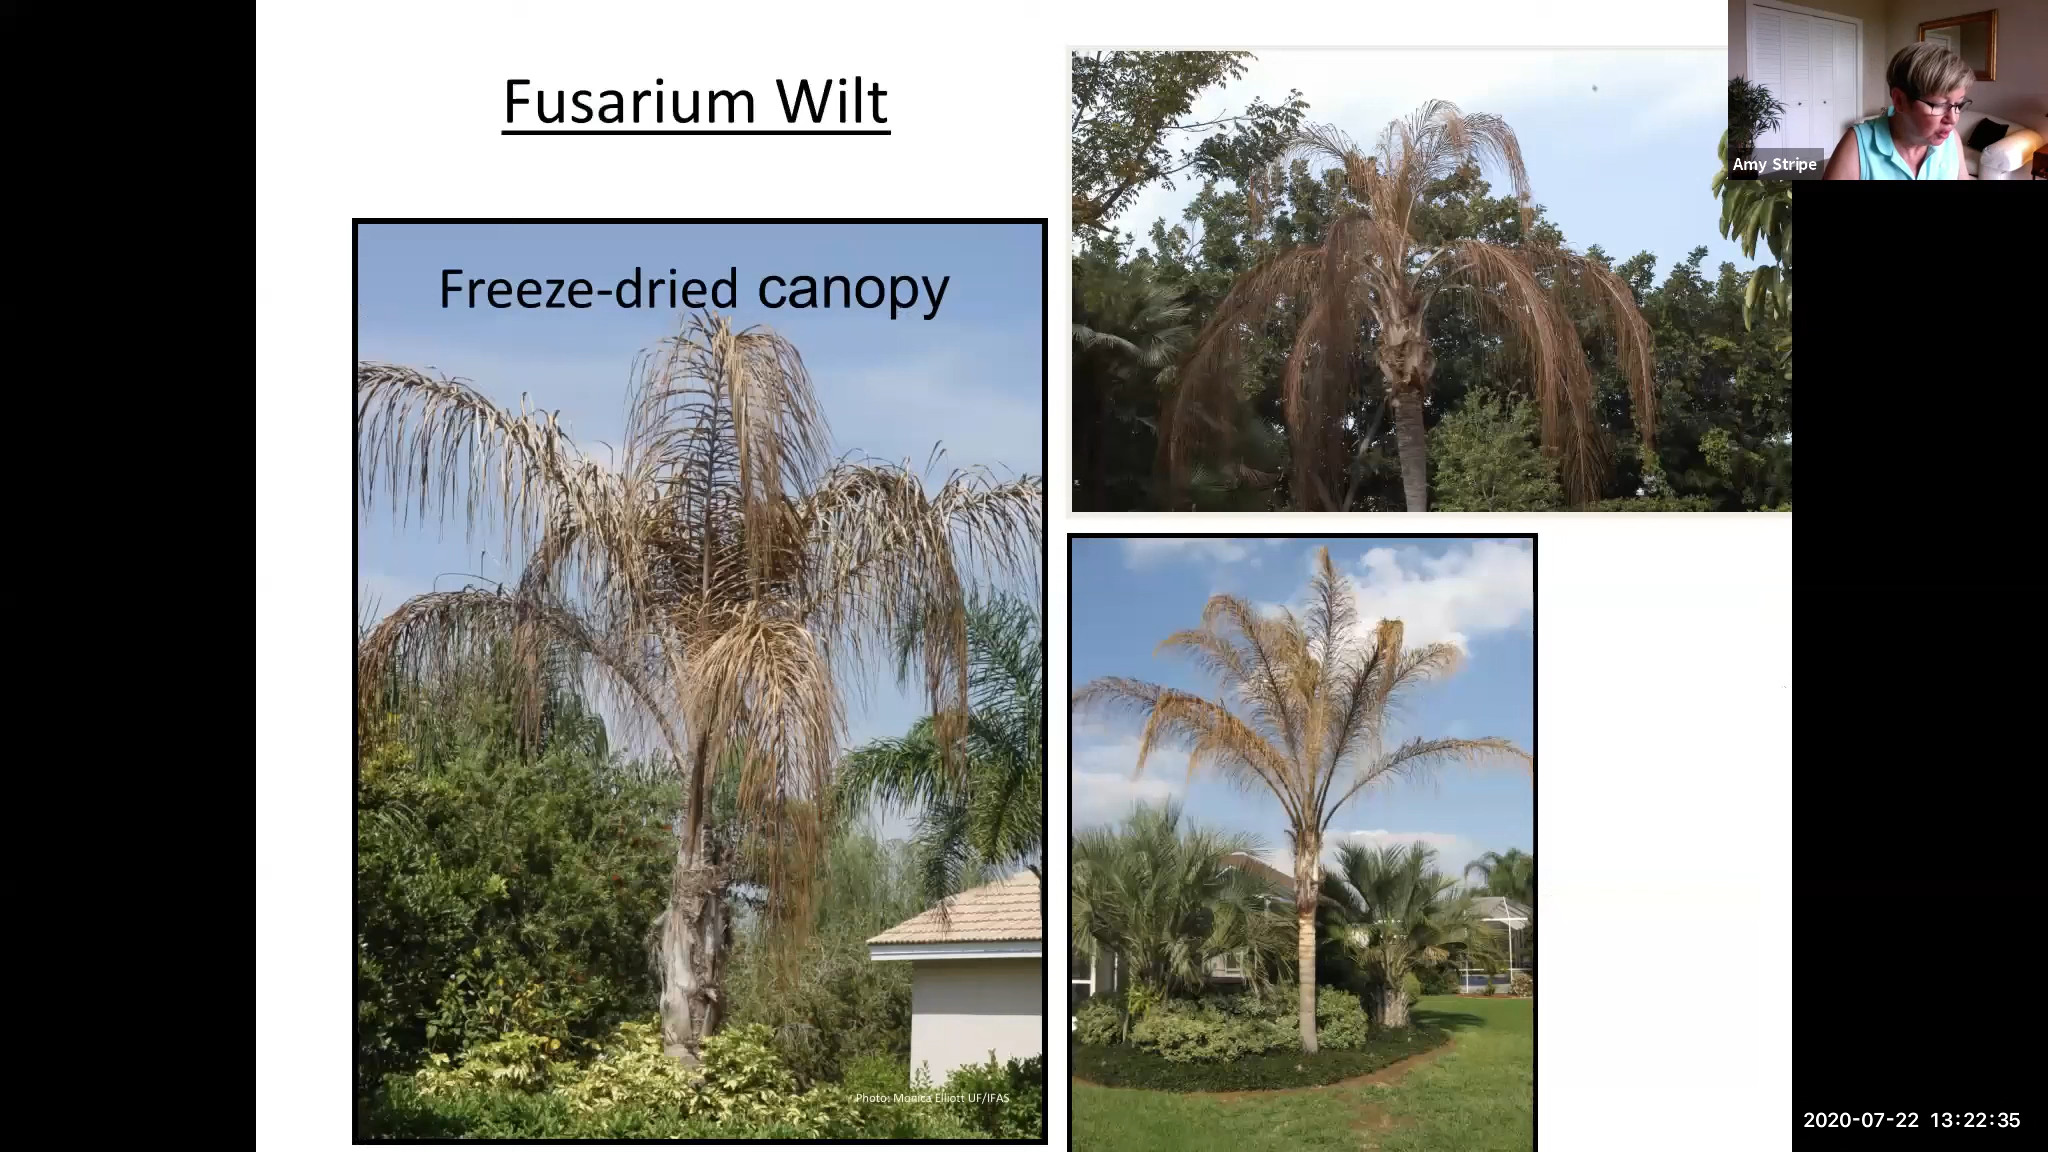 Fusarium Wilt
Amy Stripe
Freeze-dried canopy
Photo: Monica Elliott UF/IFAS
2020-07-22 13:22:35